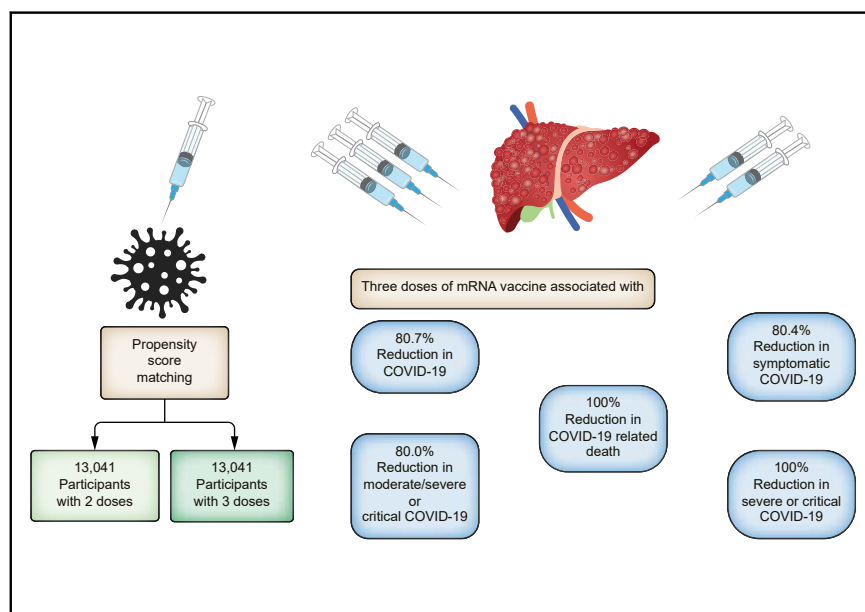 Propensity
score
matching
13,041
Participants
with 2 doses
13,041
Participants
with 3 doses
Three doses of mRNA vaccine associated with
80.7%
Reduction in
COVID-19
80.0%
Reduction in
moderate/severe
or
critical COVID-19
100%
Reduction in
COVID-19 related
death
80.4%
Reduction in
symptomatic
COVID-19
100%
Reduction in
severe or critical
COVID-19